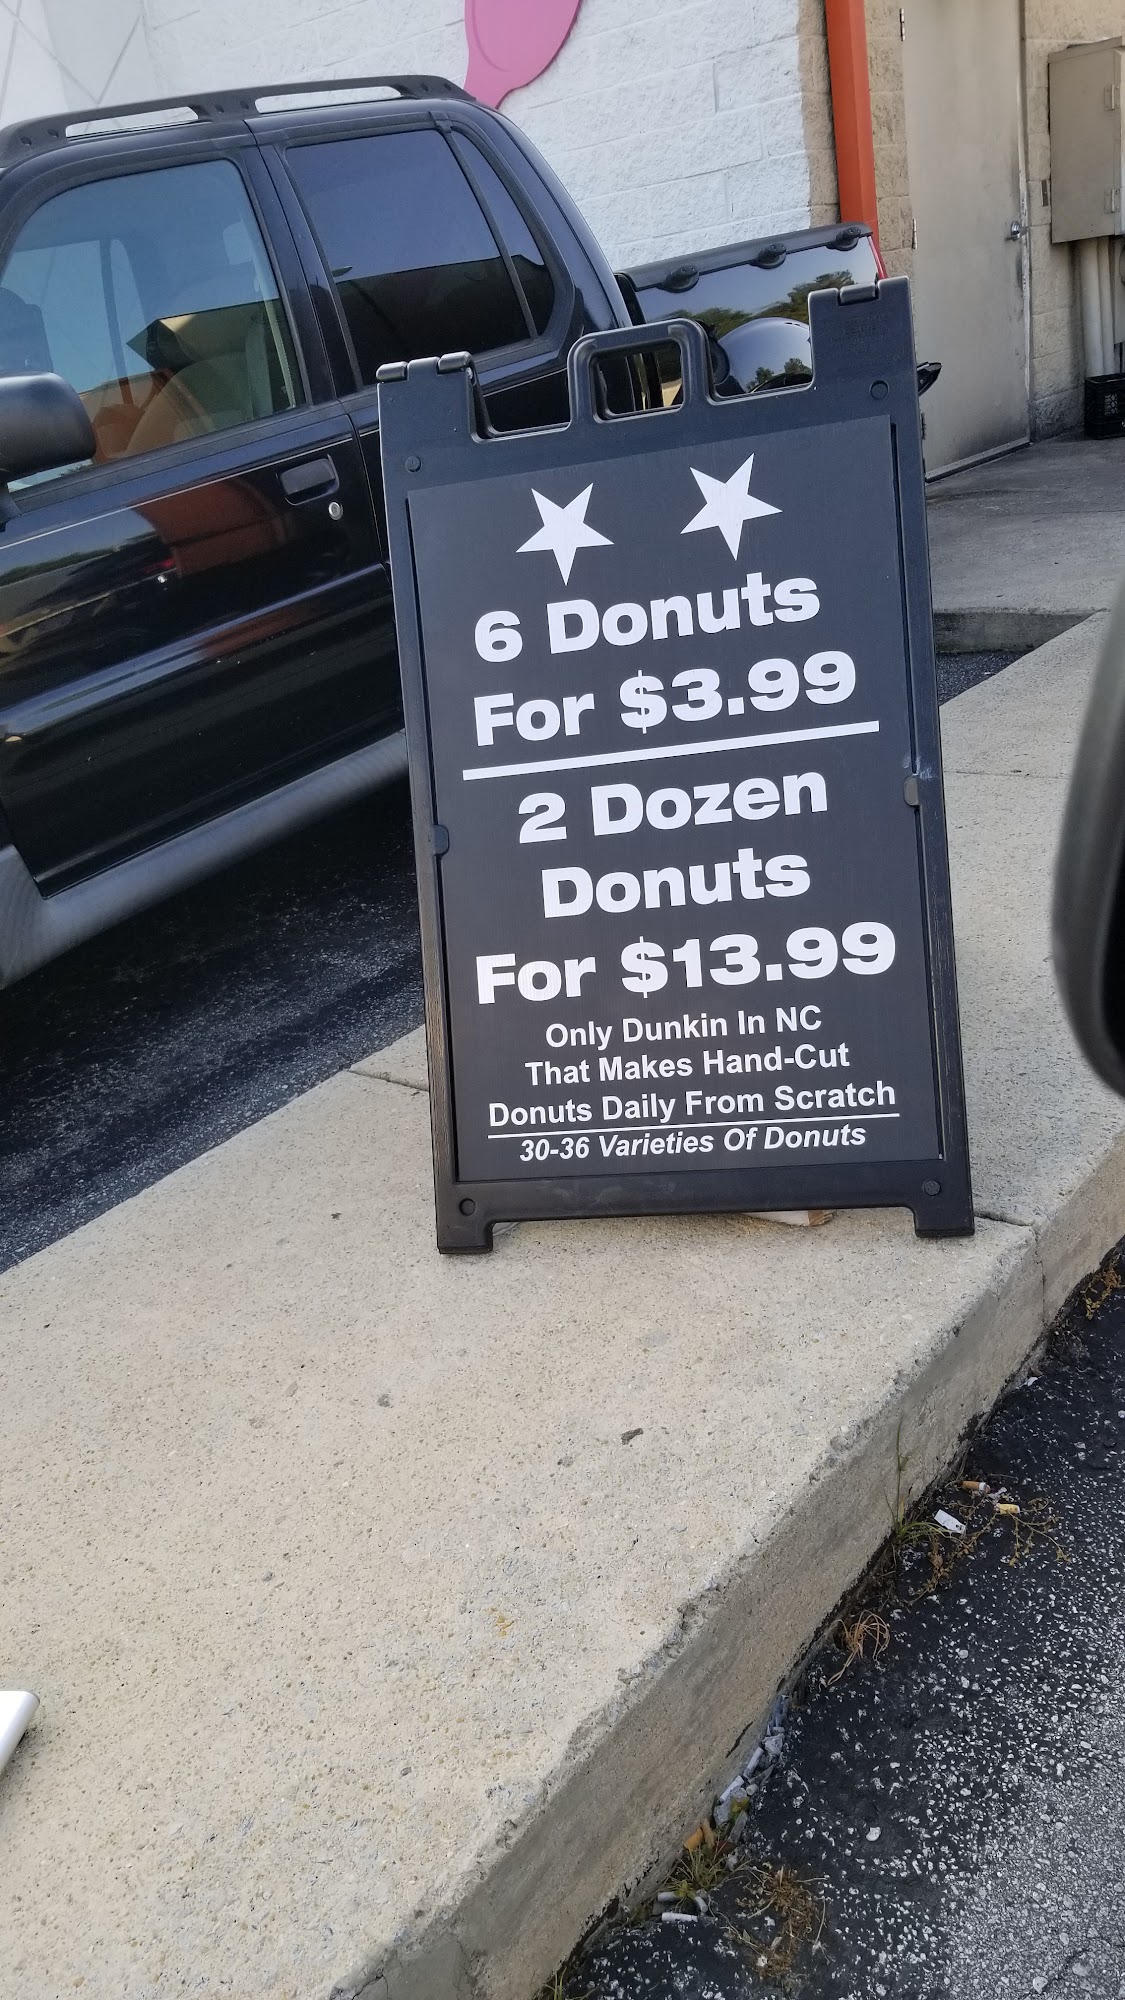 6 Donuts
For $3.99
2 Dozen
Donuts
For $13.99
Only Dunkin In NC
That Makes Hand-Cut
Donuts Daily From Scratch
30-36 Varieties Of Donuts